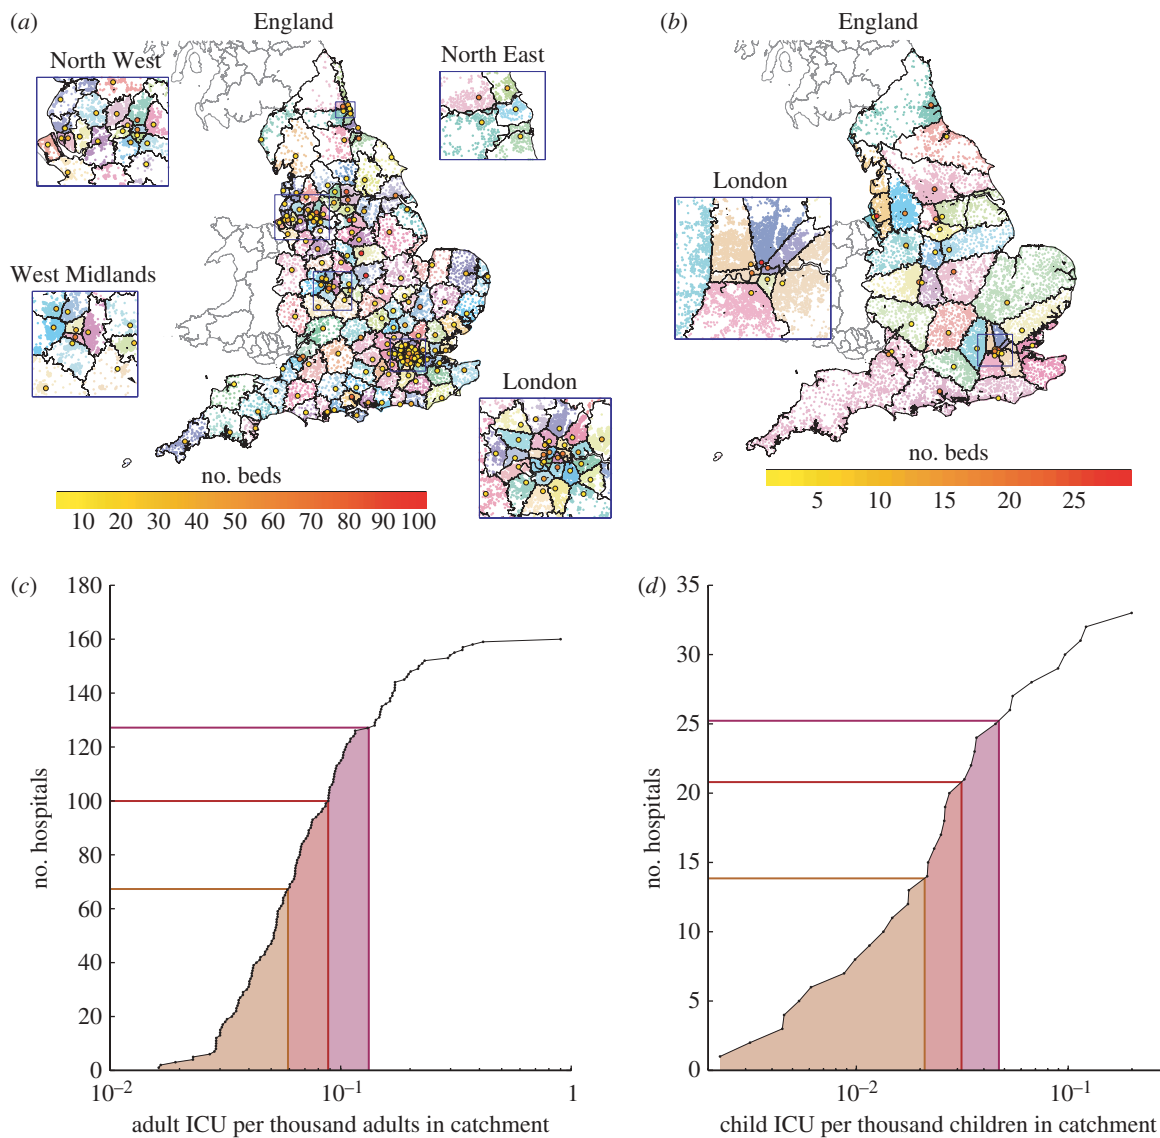 (a)
England
North West
North East
West Midlands
London
no. beds
10 20 30 40 50 60 70 80 90 100
(b)
England
London
no. beds
5 10 15 20 25
(c)
180
160
140
120
100
80
60
40
20
0
no. hospitals
10–2 10–1 1
adult ICU per thousand adults in catchment
(d)
35
30
25
20
15
10
5
0
no. hospitals
10–2 10–1
child ICU per thousand children in catchment